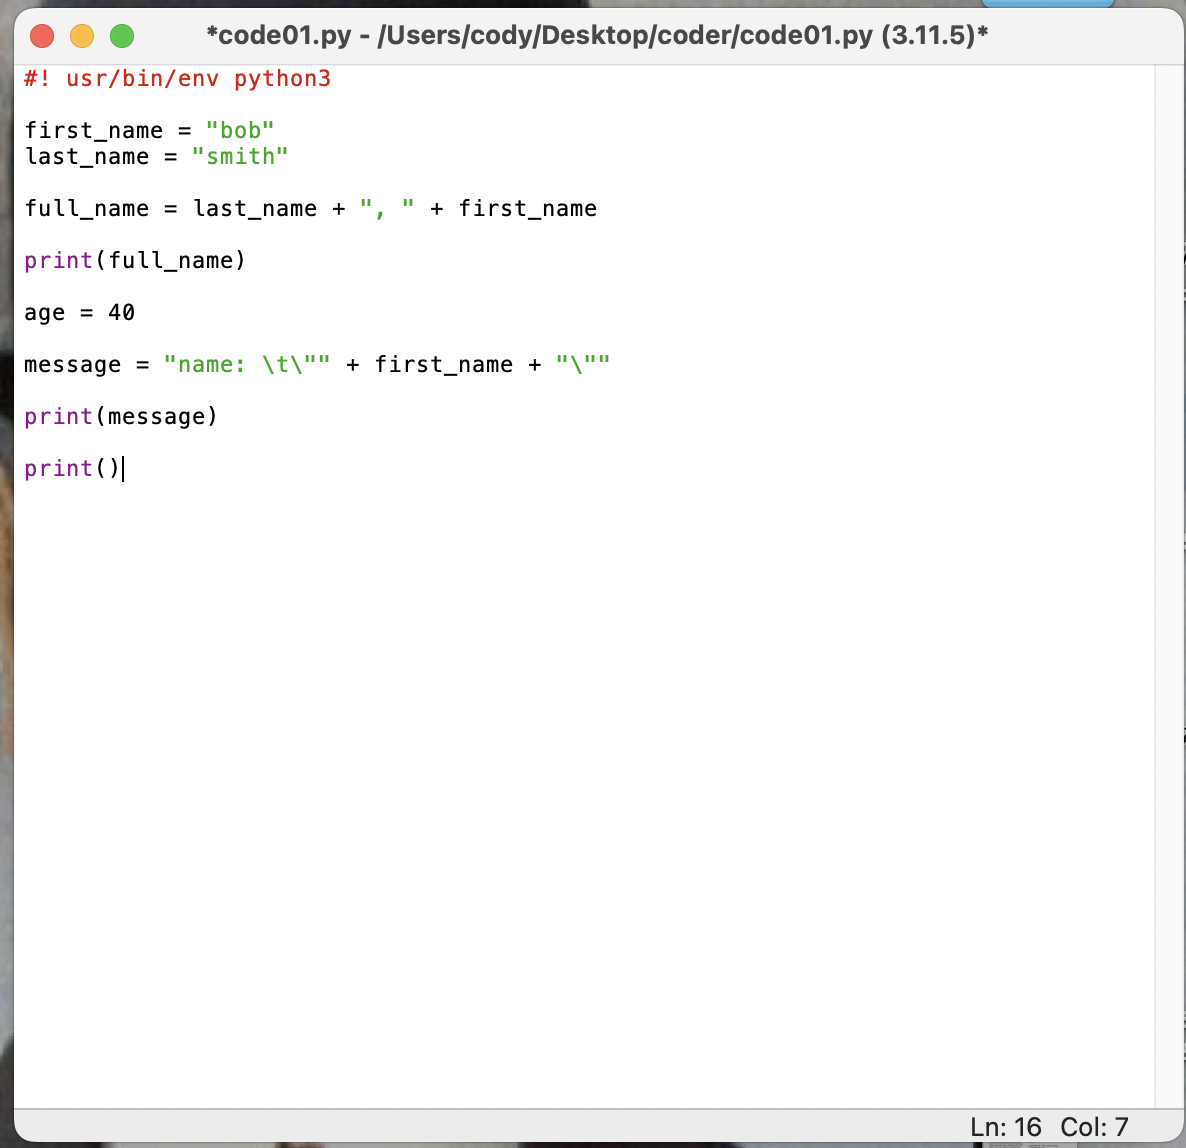 *code01.py - /Users/cody/Desktop/coder/code01.py (3.11.5)*
#! usr/bin/env python3
first_name = "bob"
last_name = "smith"
full_name = last_name + ", " + first_name
print(full_name)
age = 40
message = "name: \t\"" + first_name + "\""
print(message)
print()
Ln: 16 Col: 7